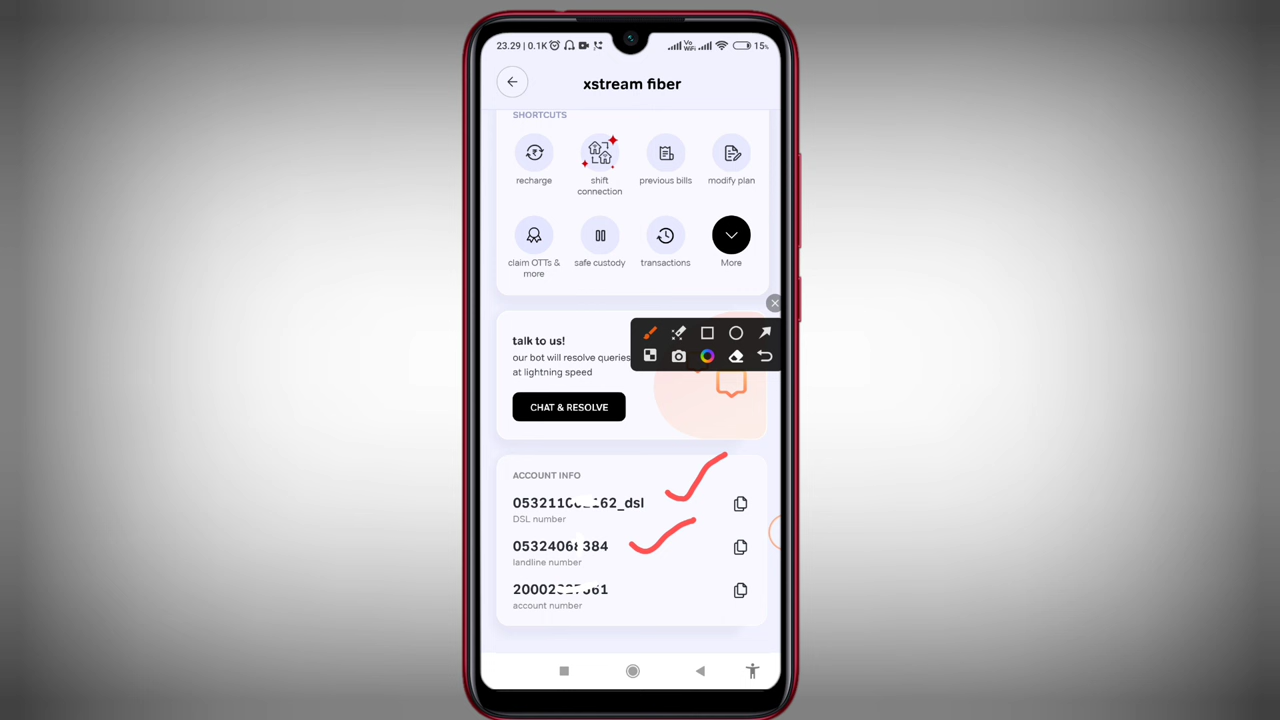 23.29 | 0.1K
Vo
WiFi
15%
xstream fiber
SHORTCUTS
recharge
shift
connection
previous bills
modify plan
claim OTTs &
more
safe custody
transactions
More
talk to us!
our bot will resolve queries
at lightning speed
CHAT & RESOLVE
ACCOUNT INFO
DSL number
landline number
account number